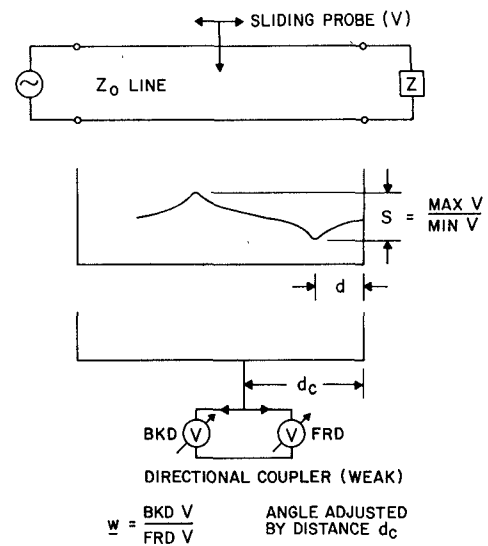 SLIDING PROBE (V)
Z₀ LINE
Z
S = MAX V / MIN V
d
d_c
BKD V V FRD
DIRECTIONAL COUPLER (WEAK)
w = BKD V / FRD V
ANGLE ADJUSTED
BY DISTANCE d_c